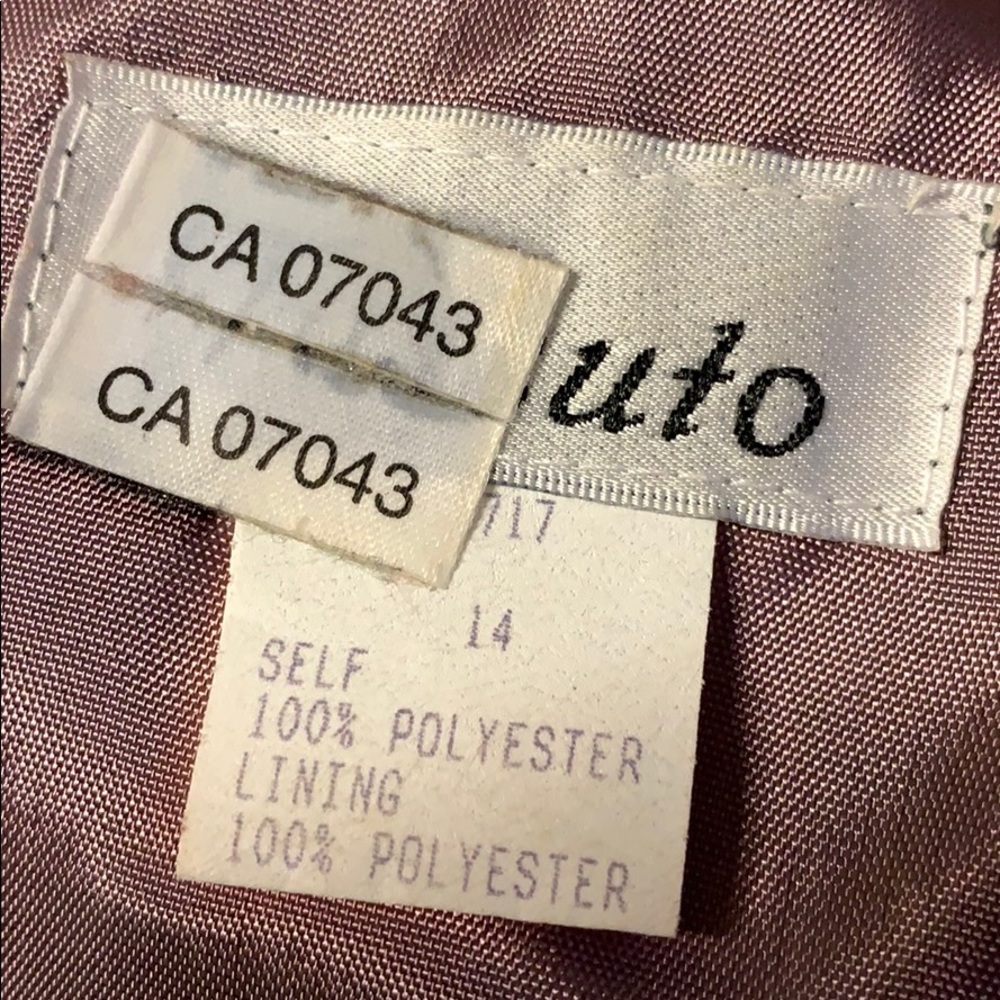 CA 07043
CA 07043
uto
717
14
SELF
100% POLYESTER
LINING
100% POLYESTER